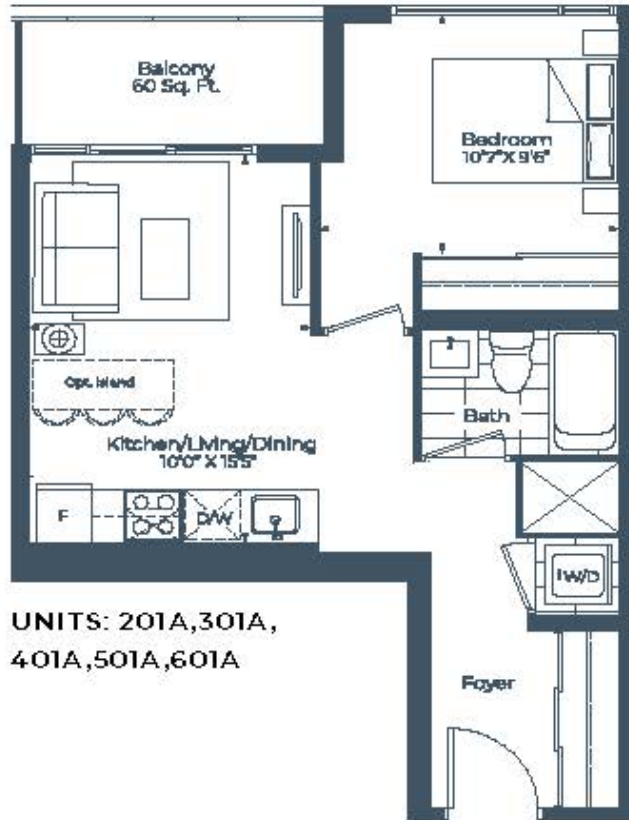 Balcony
60 Sq. Ft.
Bedroom
10'7" X 9'6"
Opt. Island
Bath
Kitchen/Living/Dining
10'0" X 15'5"
F
D/W
W/D
UNITS: 201A,301A,
401A,501A,601A
Foyer